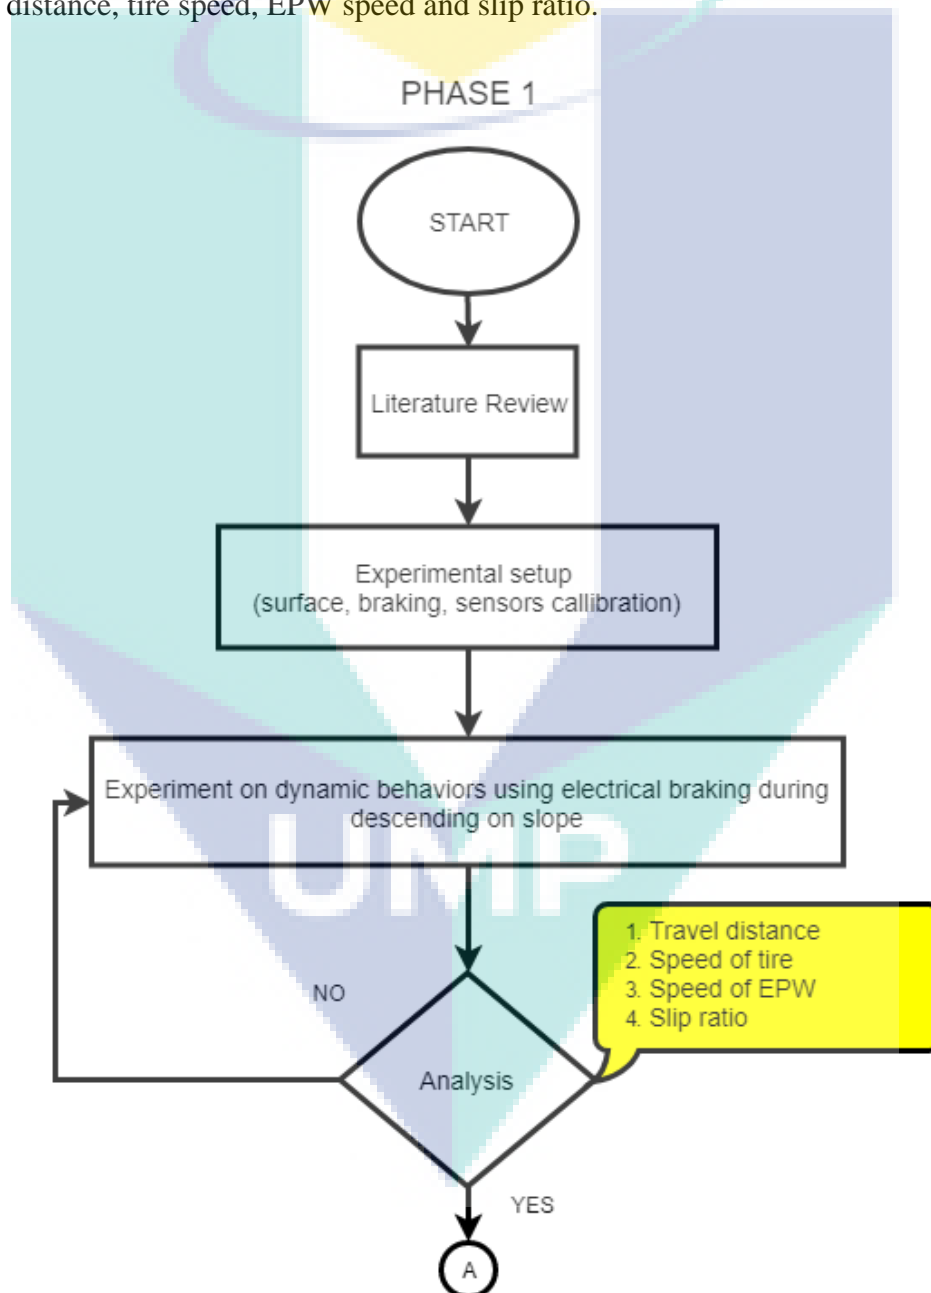 distance, tire speed, EPW speed and slip ratio.
PHASE 1
START
Literature Review
Experimental setup
(surface, braking, sensors callibration)
Experiment on dynamic behaviors using electrical braking during
descending on slope
UMP
1. Travel distance
2. Speed of tire
3. Speed of EPW
4. Slip ratio
NO
Analysis
YES
A